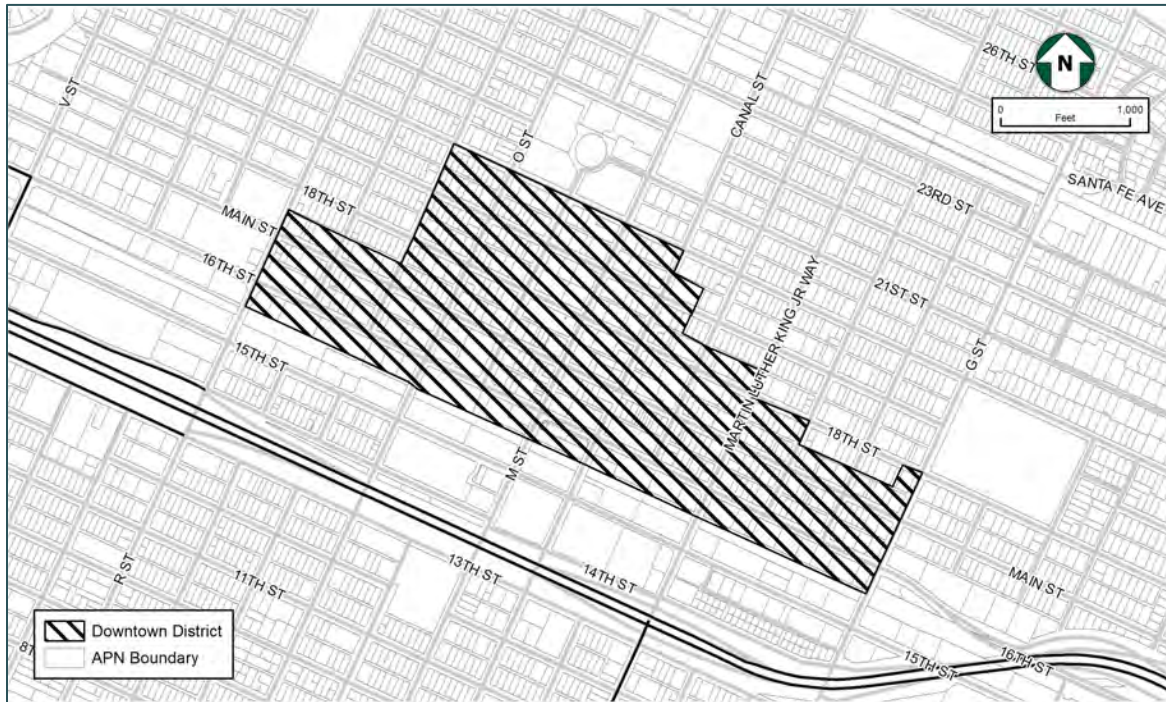 26TH ST
N
0 1,000
Feet
V ST
CANAL ST
O ST
SANTA FE AVE
23RD ST
18TH ST
MAIN ST
16TH ST
21ST ST
MARTIN LUTHER KING JR WAY
G ST
15TH ST
18TH ST
M ST
R ST
11TH ST
13TH ST
14TH ST
MAIN ST
15TH ST
16TH ST
Downtown District
APN Boundary